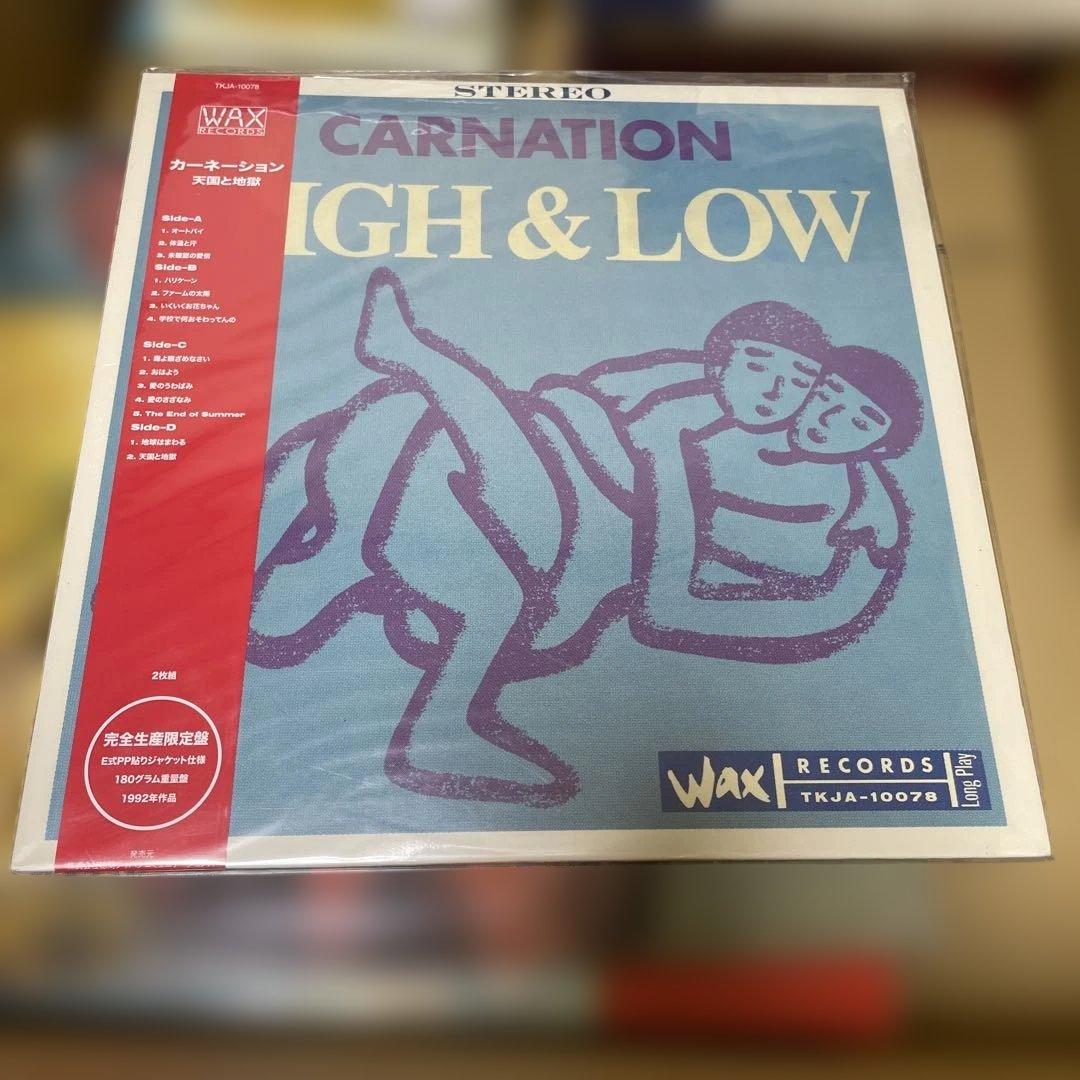 TKJA-10078
WAX
RECORDS
カーネーション
天国と地獄
Side-A
1. オートバイ
2. 体温と汗
3. 未確認の愛情
Side-B
1. ハリケーン
2. ファームの太陽
3. いくいくお花ちゃん
4. 学校で何おそわってんの
Side-C
1. 毒よ目ざめなさい
2. おはよう
3. 愛のうわばみ
4. 愛のさざなみ
5. The End of Summer
Side-D
1. 地球はまわる
2. 天国と地獄
2枚組
完全生産限定盤
E式PP貼りジャケット仕様
180グラム重量盤
1992年作品
発売元
STEREO
CARNATION
IGH & LOW
Wax
RECORDS
TKJA-10078
Long Play